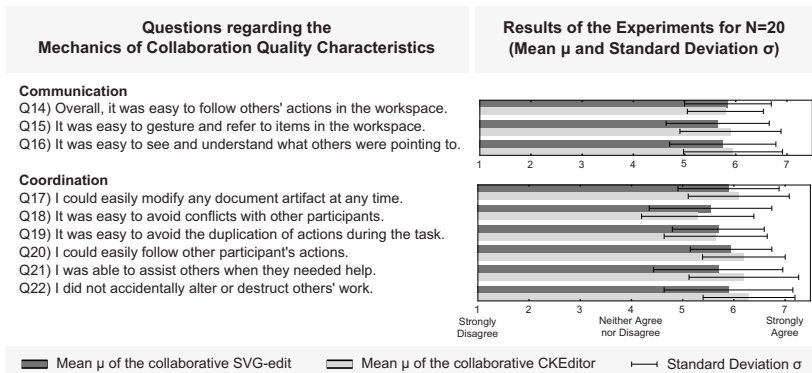 Questions regarding the
Mechanics of Collaboration Quality Characteristics
Results of the Experiments for N=20
(Mean µ and Standard Deviation σ)
Communication
Q14) Overall, it was easy to follow others' actions in the workspace.
Q15) It was easy to gesture and refer to items in the workspace.
Q16) It was easy to see and understand what others were pointing to.
1 2 3 4 5 6 7
Coordination
Q17) I could easily modify any document artifact at any time.
Q18) It was easy to avoid conflicts with other participants.
Q19) It was easy to avoid the duplication of actions during the task.
Q20) I could easily follow other participant's actions.
Q21) I was able to assist others when they needed help.
Q22) I did not accidentally alter or destruct others' work.
1 2 3 4 5 6 7
Strongly Disagree
Neither Agree nor Disagree
Strongly Agree
Mean µ of the collaborative SVG-edit
Mean µ of the collaborative CKEditor
Standard Deviation σ